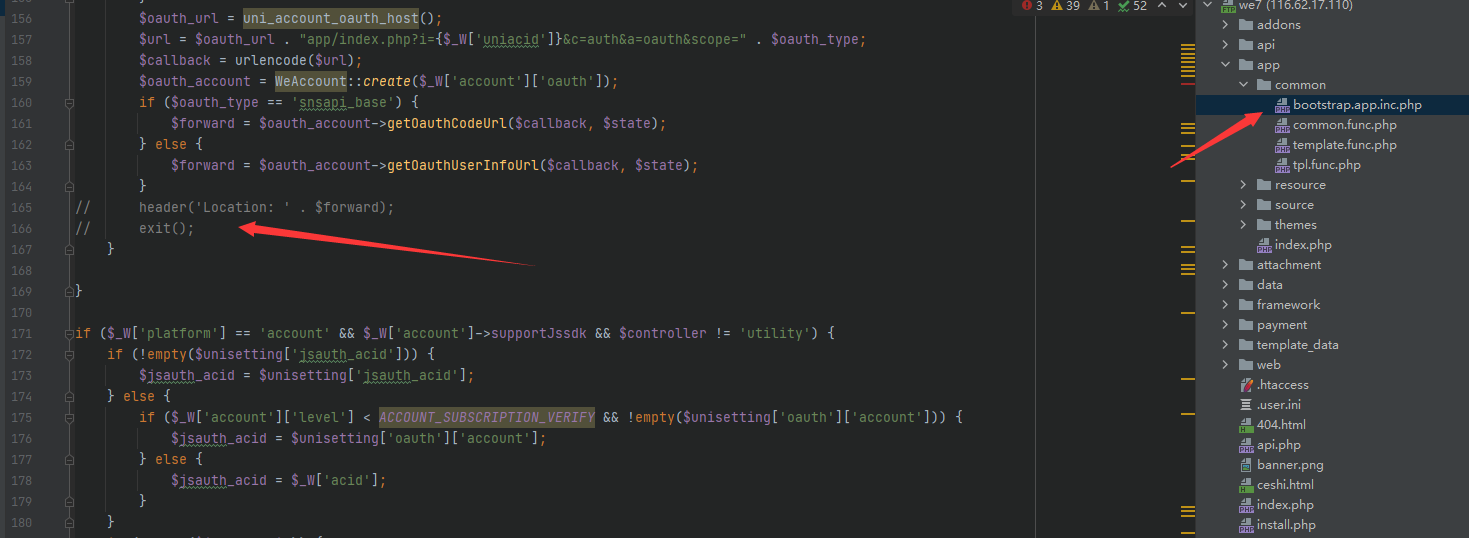 156 $oauth_url = uni_account_oauth_host();
157 $url = $oauth_url . "app/index.php?i={$_W['uniacid']}&c=auth&a=oauth&scope=" . $oauth_type;
158 $callback = urlencode($url);
159 $oauth_account = WeAccount::create($_W['account']['oauth']);
160 if ($oauth_type == 'snsapi_base') {
161 $forward = $oauth_account->getOauthCodeUrl($callback, $state);
162 } else {
163 $forward = $oauth_account->getOauthUserInfoUrl($callback, $state);
164 }
165 // header('Location: ' . $forward);
166 // exit();
167 }
168
169 }
170
171 if ($_W['platform'] == 'account' && $_W['account']->supportJssdk && $controller != 'utility') {
172 if (!empty($unisetting['jsauth_acid'])) {
173 $jsauth_acid = $unisetting['jsauth_acid'];
174 } else {
175 if ($_W['account']['level'] < ACCOUNT_SUBSCRIPTION_VERIFY && !empty($unisetting['oauth']['account'])) {
176 $jsauth_acid = $unisetting['oauth']['account'];
177 } else {
178 $jsauth_acid = $_W['acid'];
179 }
180 }
3 39 1 52
we7 (116.62.17.110)
addons
api
app
common
bootstrap.app.inc.php
common.func.php
template.func.php
tpl.func.php
resource
source
themes
index.php
attachment
data
framework
payment
template_data
web
.htaccess
.user.ini
404.html
api.php
banner.png
ceshi.html
index.php
install.php